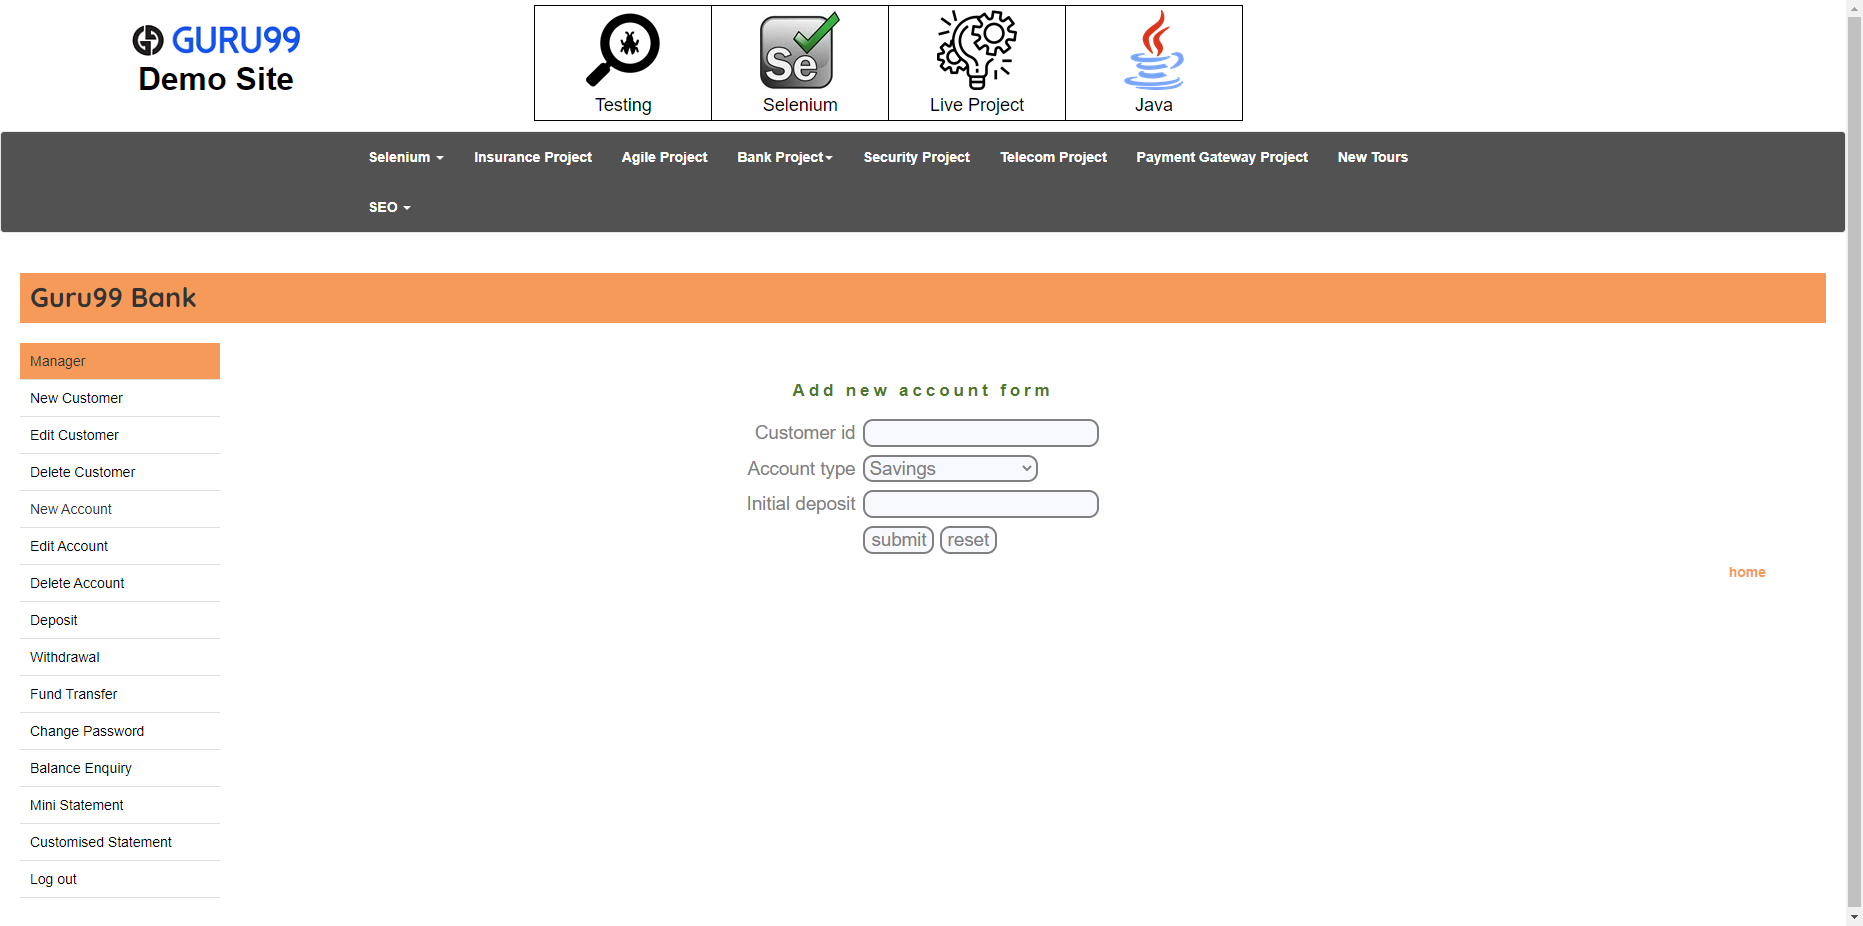 GURU99
Demo Site
Testing
Se
Selenium
Live Project
Java
Selenium
Insurance Project
Agile Project
Bank Project
Security Project
Telecom Project
Payment Gateway Project
New Tours
SEO
Guru99 Bank
Manager
New Customer
Edit Customer
Delete Customer
New Account
Edit Account
Delete Account
Deposit
Withdrawal
Fund Transfer
Change Password
Balance Enquiry
Mini Statement
Customised Statement
Log out
Add new account form
Customer id
Account type Savings
Initial deposit
submit reset
home